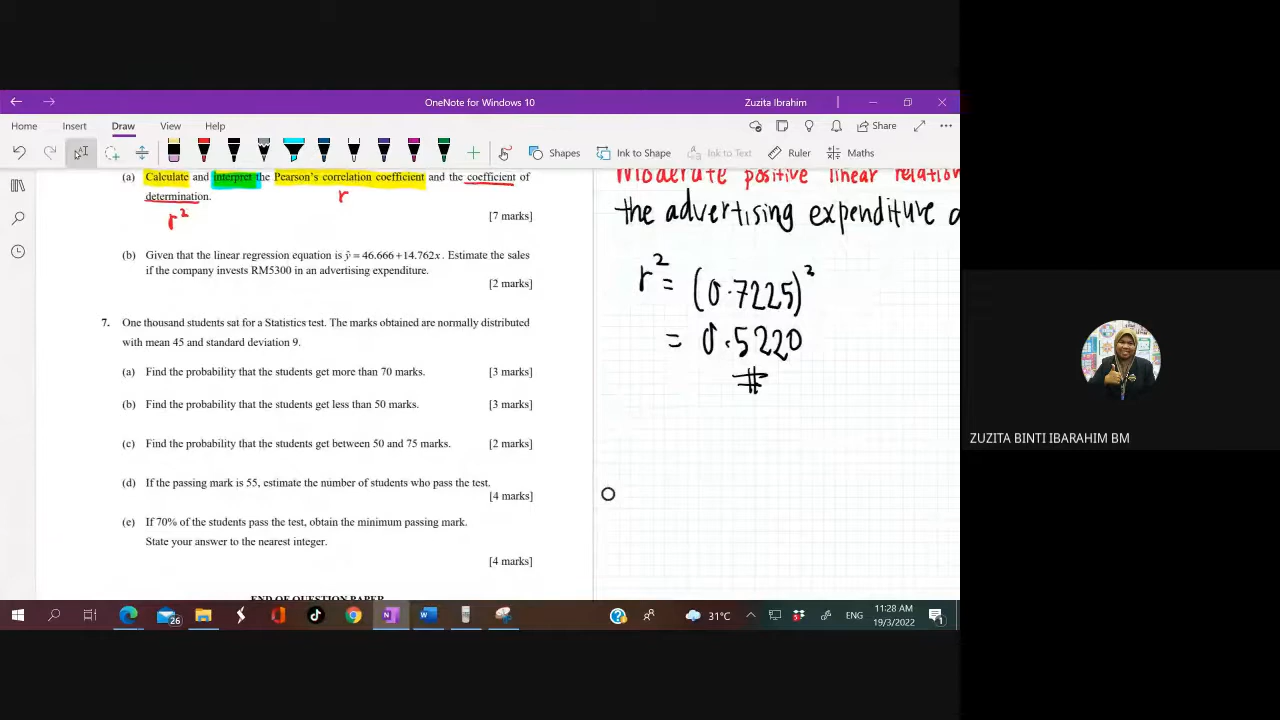 OneNote for Windows 10
Zuzita Ibrahim
Home Insert Draw View Help
Share
Shapes Ink to Shape Ink to Text Ruler Maths
(a) Calculate and interpret the Pearson's correlation coefficient and the coefficient of
determination.
r
r²
[7 marks]
(b) Given that the linear regression equation is ŷ = 46.666+14.762x. Estimate the sales
if the company invests RM5300 in an advertising expenditure.
[2 marks]
7. One thousand students sat for a Statistics test. The marks obtained are normally distributed
with mean 45 and standard deviation 9.
(a) Find the probability that the students get more than 70 marks. [3 marks]
(b) Find the probability that the students get less than 50 marks. [3 marks]
(c) Find the probability that the students get between 50 and 75 marks. [2 marks]
(d) If the passing mark is 55, estimate the number of students who pass the test.
[4 marks]
(e) If 70% of the students pass the test, obtain the minimum passing mark.
State your answer to the nearest integer.
[4 marks]
END OF QUESTION PAPER
Moderate positive linear relation
the advertising expenditure
r² = (0.7225)²
= 0.5220
#
ZUZITA BINTI IBARAHIM BM
26
31°C
ENG
11:28 AM
19/3/2022
1